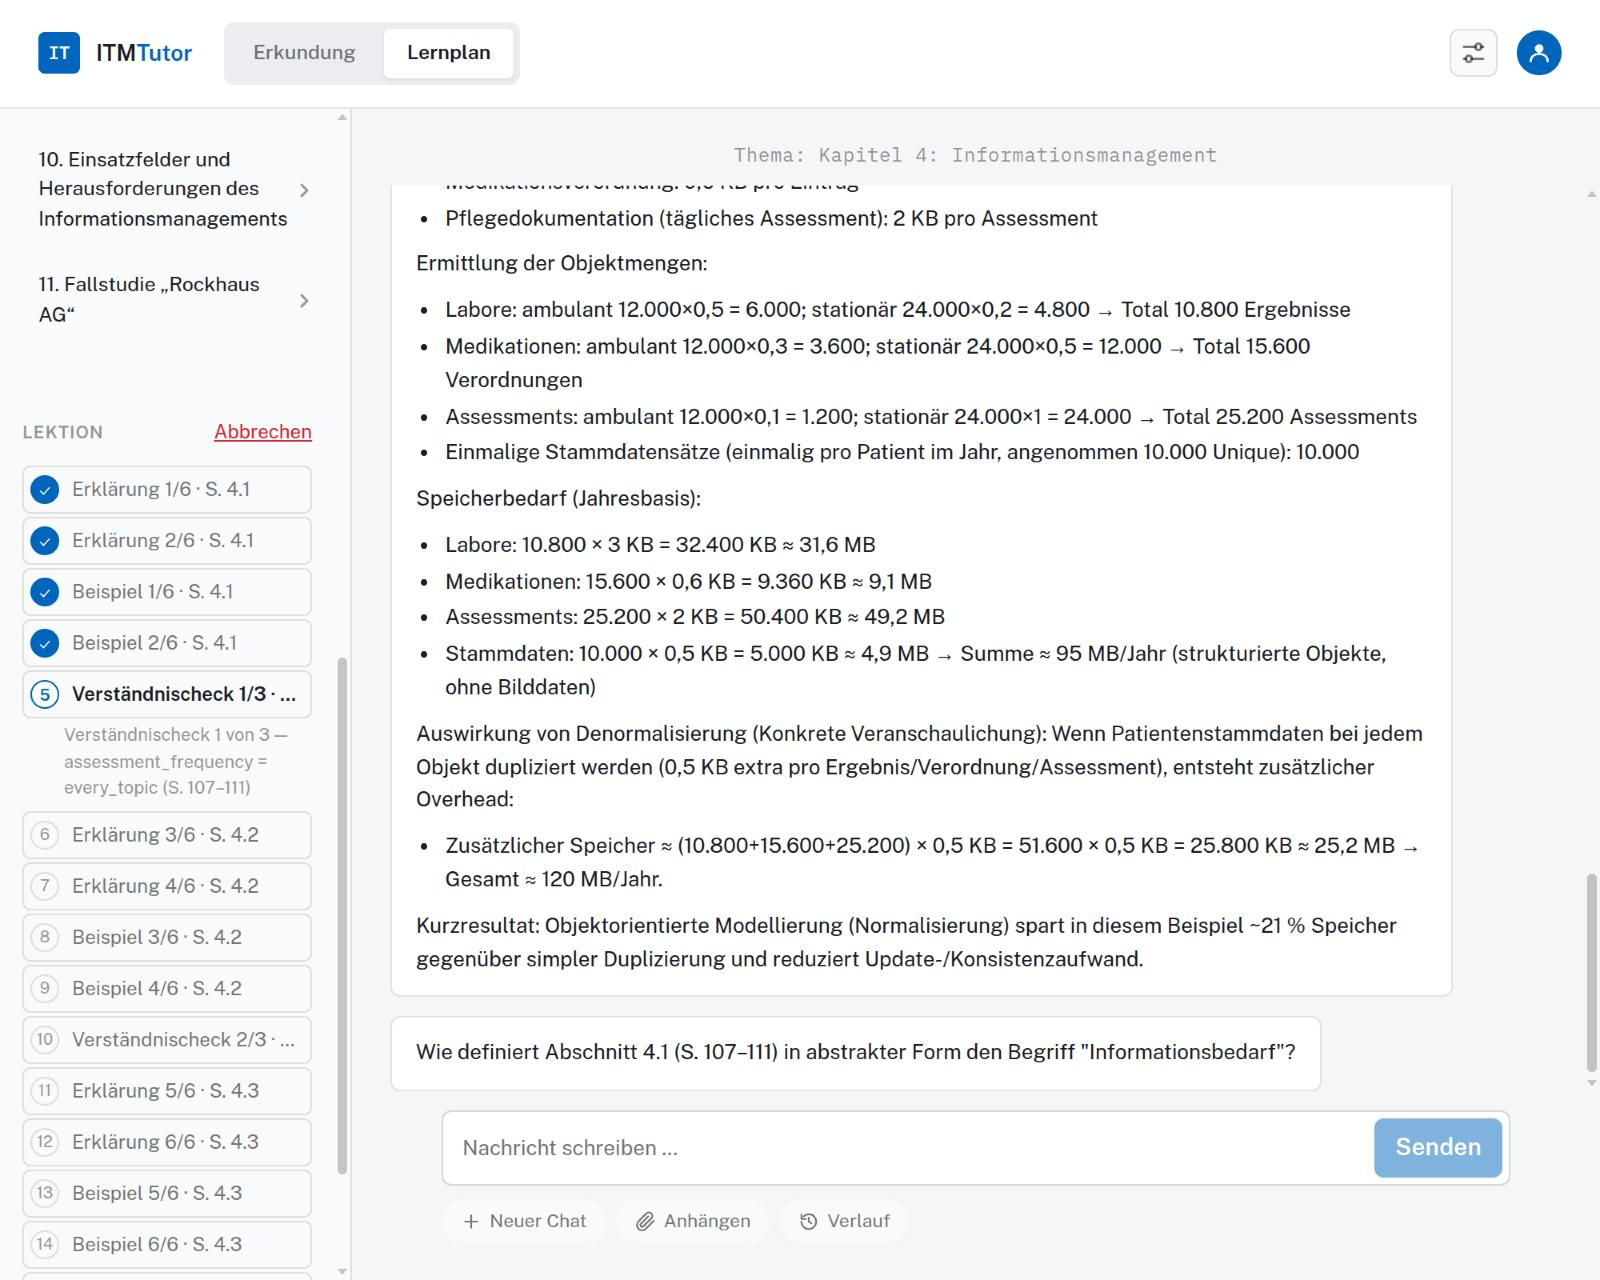 IT ITMTutor Erkundung Lernplan
10. Einsatzfelder und
Herausforderungen des
Informationsmanagements
11. Fallstudie „Rockhaus
AG“
LEKTION Abbrechen
Erklärung 1/6 · S. 4.1
Erklärung 2/6 · S. 4.1
Beispiel 1/6 · S. 4.1
Beispiel 2/6 · S. 4.1
5 Verständnischeck 1/3 · ...
Verständnischeck 1 von 3 —
assessment_frequency =
every_topic (S. 107–111)
6 Erklärung 3/6 · S. 4.2
7 Erklärung 4/6 · S. 4.2
8 Beispiel 3/6 · S. 4.2
9 Beispiel 4/6 · S. 4.2
10 Verständnischeck 2/3 · ...
11 Erklärung 5/6 · S. 4.3
12 Erklärung 6/6 · S. 4.3
13 Beispiel 5/6 · S. 4.3
14 Beispiel 6/6 · S. 4.3
Thema: Kapitel 4: Informationsmanagement
• Pflegedokumentation (tägliches Assessment): 2 KB pro Assessment
Ermittlung der Objektmengen:
• Labore: ambulant 12.000×0,5 = 6.000; stationär 24.000×0,2 = 4.800 → Total 10.800 Ergebnisse
• Medikationen: ambulant 12.000×0,3 = 3.600; stationär 24.000×0,5 = 12.000 → Total 15.600
Verordnungen
• Assessments: ambulant 12.000×0,1 = 1.200; stationär 24.000×1 = 24.000 → Total 25.200 Assessments
• Einmalige Stammdatensätze (einmalig pro Patient im Jahr, angenommen 10.000 Unique): 10.000
Speicherbedarf (Jahresbasis):
• Labore: 10.800 × 3 KB = 32.400 KB ≈ 31,6 MB
• Medikationen: 15.600 × 0,6 KB = 9.360 KB ≈ 9,1 MB
• Assessments: 25.200 × 2 KB = 50.400 KB ≈ 49,2 MB
• Stammdaten: 10.000 × 0,5 KB = 5.000 KB ≈ 4,9 MB → Summe ≈ 95 MB/Jahr (strukturierte Objekte,
ohne Bilddaten)
Auswirkung von Denormalisierung (Konkrete Veranschaulichung): Wenn Patientenstammdaten bei jedem
Objekt dupliziert werden (0,5 KB extra pro Ergebnis/Verordnung/Assessment), entsteht zusätzlicher
Overhead:
• Zusätzlicher Speicher ≈ (10.800+15.600+25.200) × 0,5 KB = 51.600 × 0,5 KB = 25.800 KB ≈ 25,2 MB →
Gesamt ≈ 120 MB/Jahr.
Kurzresultat: Objektorientierte Modellierung (Normalisierung) spart in diesem Beispiel ~21 % Speicher
gegenüber simpler Duplizierung und reduziert Update-/Konsistenzaufwand.
Wie definiert Abschnitt 4.1 (S. 107–111) in abstrakter Form den Begriff "Informationsbedarf"?
Nachricht schreiben ... Senden
Neuer Chat Anhängen Verlauf